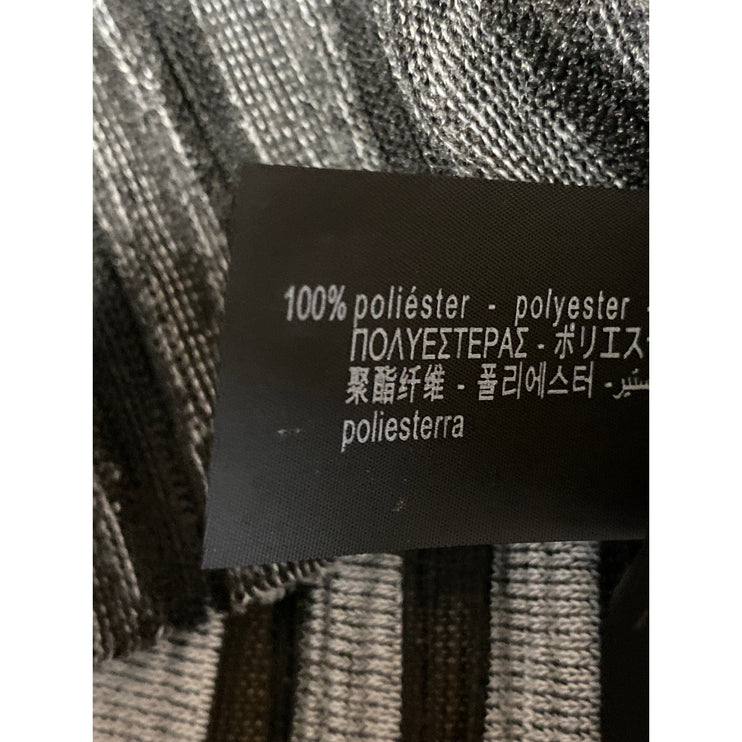 100% poliéster - polyester -
ΠΟΛΥΕΣΤΕΡΑΣ - ポリエス
聚酯纤维 - 폴리에스터 -
poliesterra